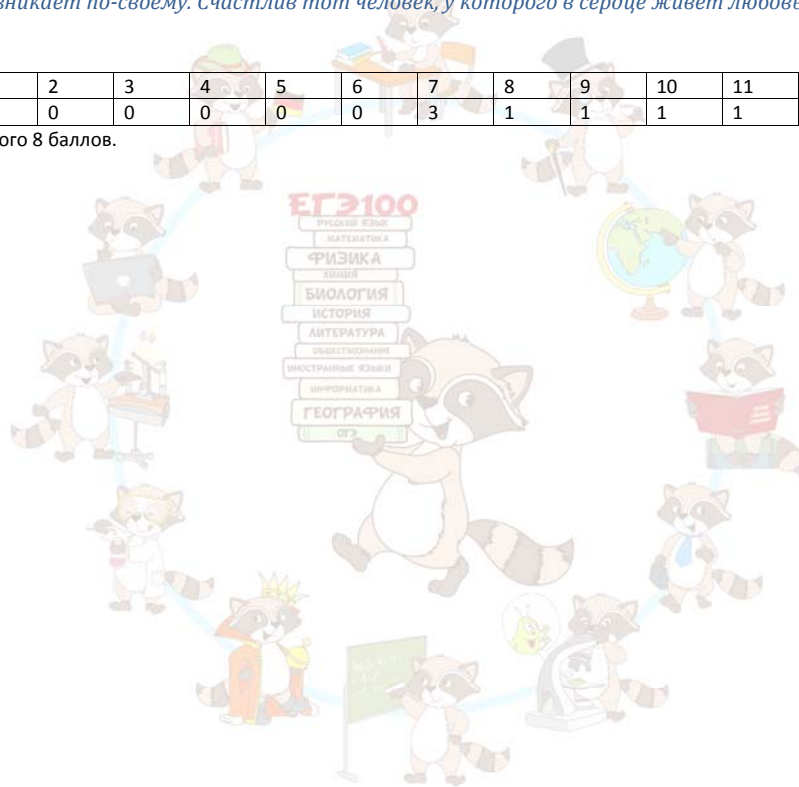 зникает по-своему. Счастлив тот человек, у которого в сердце живет любовь
2 3 4 5 6 7 8 9 10 11
0 0 0 0 0 3 1 1 1 1
ого 8 баллов.
ЕГЭ100
РУССКИЙ ЯЗЫК
МАТЕМАТИКА
ФИЗИКА
ХИМИЯ
БИОЛОГИЯ
ИСТОРИЯ
ЛИТЕРАТУРА
ОБЩЕСТВОЗНАНИЕ
ИНОСТРАННЫЕ ЯЗЫКИ
ИНФОРМАТИКА
ГЕОГРАФИЯ
ОГЭ